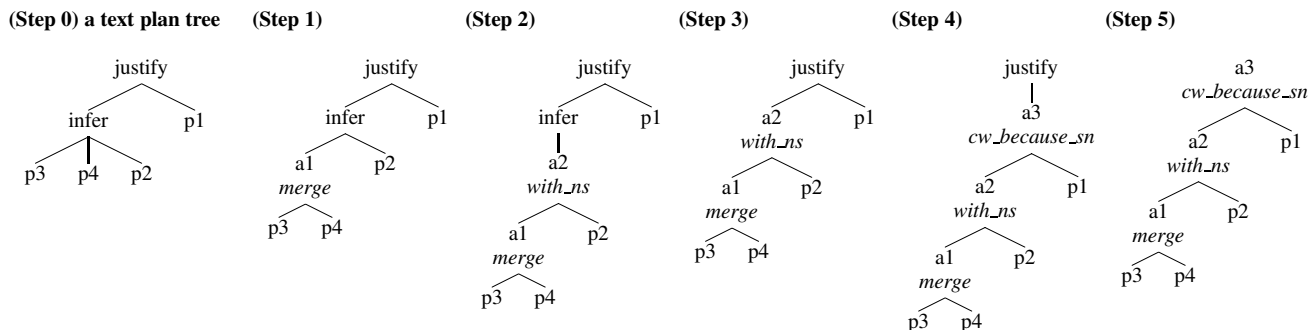 (Step 0) a text plan tree
justify
infer p1
p3 p4 p2
(Step 1)
justify
infer p1
a1 p2
merge
p3 p4
(Step 2)
justify
infer p1
a2
with_ns
a1 p2
merge
p3 p4
(Step 3)
justify
a2 p1
with_ns
a1 p2
merge
p3 p4
(Step 4)
justify
a3
cw_because_sn
a2 p1
with_ns
a1 p2
merge
p3 p4
(Step 5)
a3
cw_because_sn
a2 p1
with_ns
a1 p2
merge
p3 p4